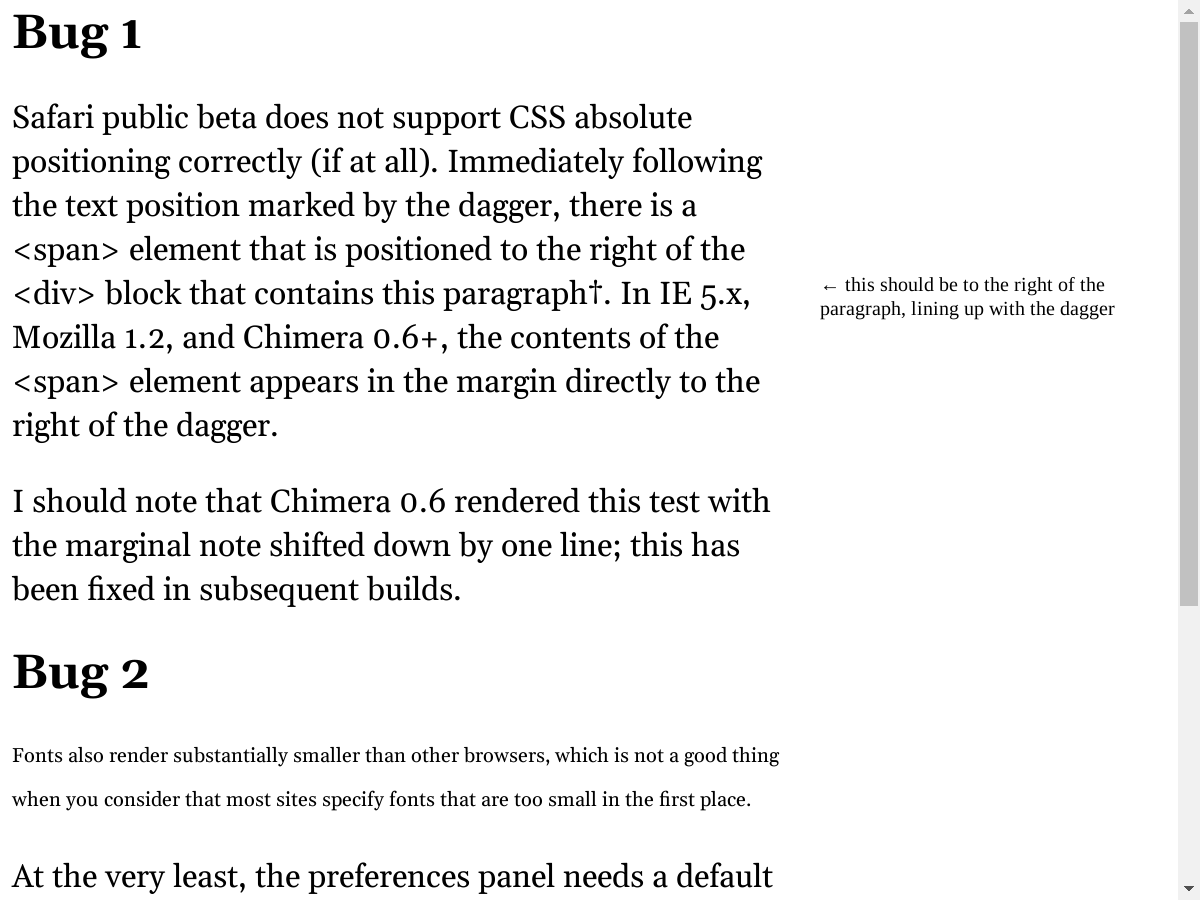 Bug 1
Safari public beta does not support CSS absolute
positioning correctly (if at all). Immediately following
the text position marked by the dagger, there is a
<span> element that is positioned to the right of the
<div> block that contains this paragraph†. In IE 5.x,
← this should be to the right of the
paragraph, lining up with the dagger
Mozilla 1.2, and Chimera 0.6+, the contents of the
<span> element appears in the margin directly to the
right of the dagger.
I should note that Chimera 0.6 rendered this test with
the marginal note shifted down by one line; this has
been fixed in subsequent builds.
Bug 2
Fonts also render substantially smaller than other browsers, which is not a good thing
when you consider that most sites specify fonts that are too small in the first place.
At the very least, the preferences panel needs a default